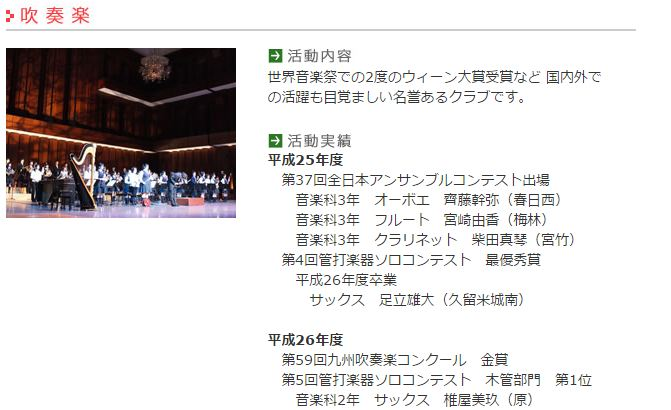 吹奏楽
活動内容
世界音楽祭での2度のウィーン大賞受賞など 国内外で
の活躍も目覚ましい名誉あるクラブです。
活動実績
平成25年度
第37回全日本アンサンブルコンテスト出場
音楽科3年　オーボエ　齊藤幹弥（春日西）
音楽科3年　フルート　宮崎由香（梅林）
音楽科3年　クラリネット　柴田真琴（宮竹）
第4回管打楽器ソロコンテスト　最優秀賞
平成26年度卒業
サックス　足立雄大（久留米城南）
平成26年度
第59回九州吹奏楽コンクール　金賞
第5回管打楽器ソロコンテスト　木管部門　第1位
音楽科2年　サックス　椎屋美玖（原）